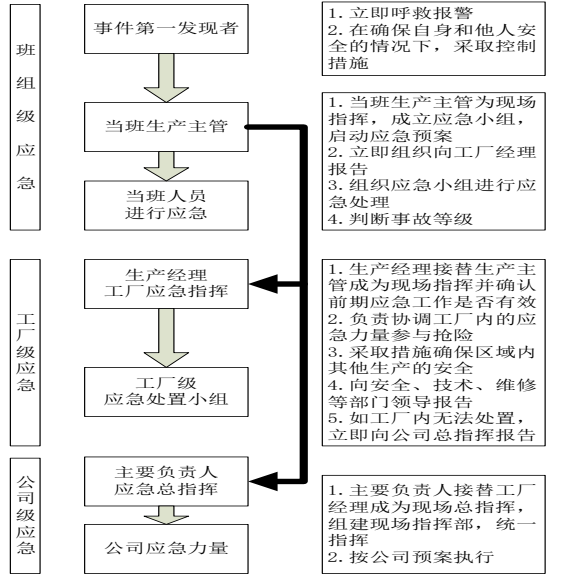 班组级应急
事件第一发现者
当班生产主管
当班人员
进行应急
1.立即呼救报警
2.在确保自身和他人安
全的情况下，采取控制
措施
1.当班生产主管为现场
指挥，成立应急小组，
启动应急预案
2.立即组织向工厂经理
报告
3.组织应急小组进行应
急处理
4.判断事故等级
工厂级应急
生产经理
工厂应急指挥
工厂级
应急处置小组
1.生产经理接替生产主
管成为现场指挥并确认
前期应急工作是否有效
2.负责协调工厂内的应
急力量参与抢险
3.采取措施确保区域内
其他生产的安全
4.向安全、技术、维修
等部门领导报告
5.如工厂内无法处置，
立即向公司总指挥报告
公司级应急
主要负责人
应急总指挥
公司应急力量
1.主要负责人接替工厂
经理成为现场总指挥，
组建现场指挥部，统一
指挥
2.按公司预案执行